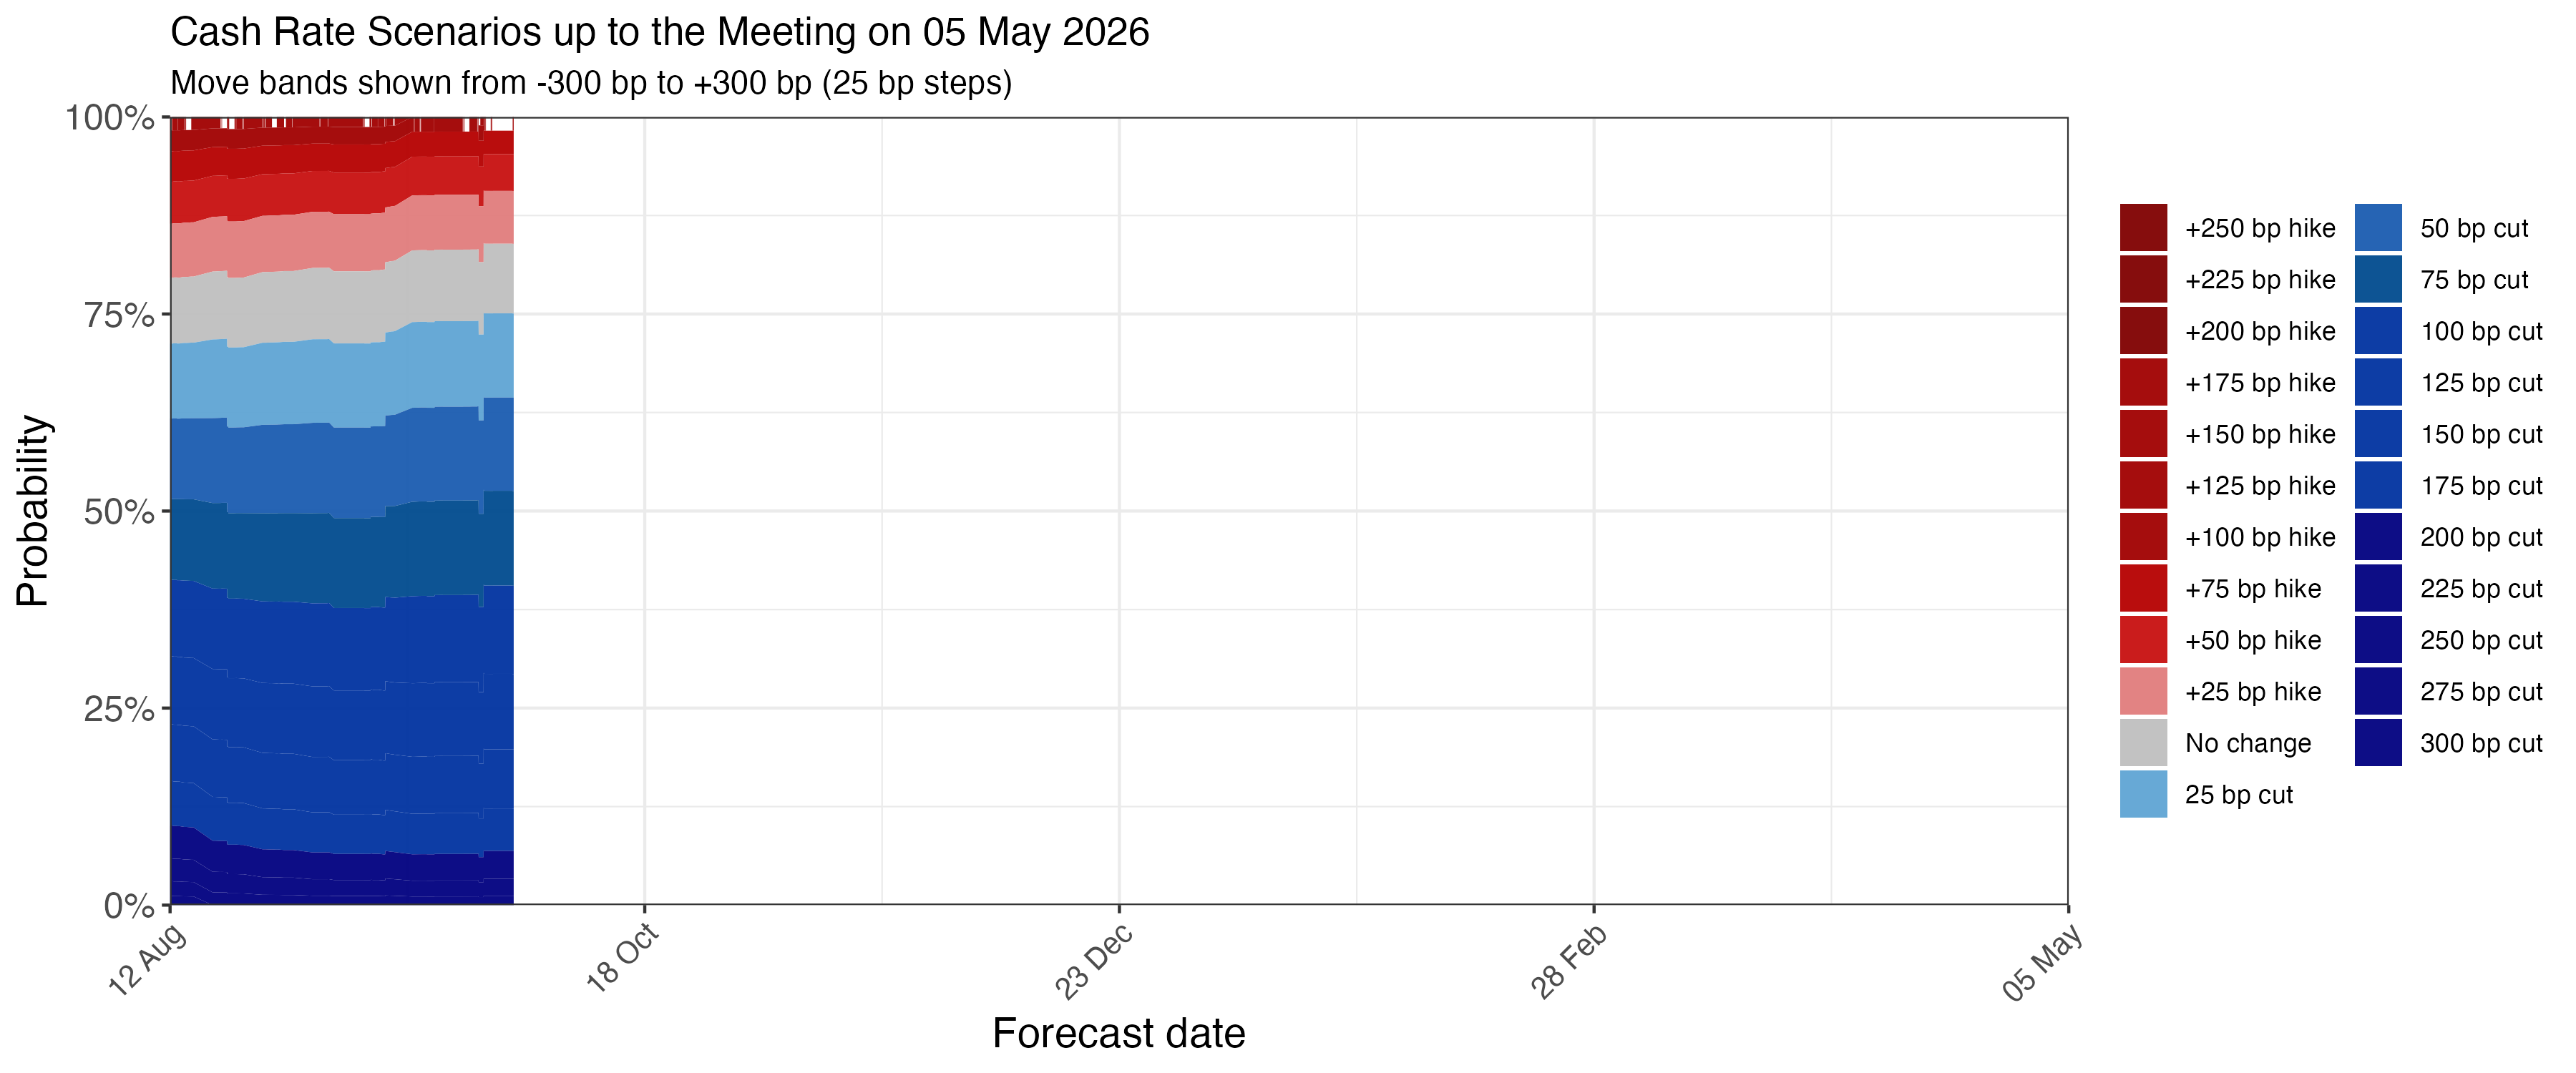 Cash Rate Scenarios up to the Meeting on 05 May 2026
Move bands shown from -300 bp to +300 bp (25 bp steps)
Probability
100%
75%
50%
25%
0%
12 Aug
18 Oct
23 Dec
28 Feb
05 May
Forecast date
+250 bp hike
+225 bp hike
+200 bp hike
+175 bp hike
+150 bp hike
+125 bp hike
+100 bp hike
+75 bp hike
+50 bp hike
+25 bp hike
No change
25 bp cut
50 bp cut
75 bp cut
100 bp cut
125 bp cut
150 bp cut
175 bp cut
200 bp cut
225 bp cut
250 bp cut
275 bp cut
300 bp cut